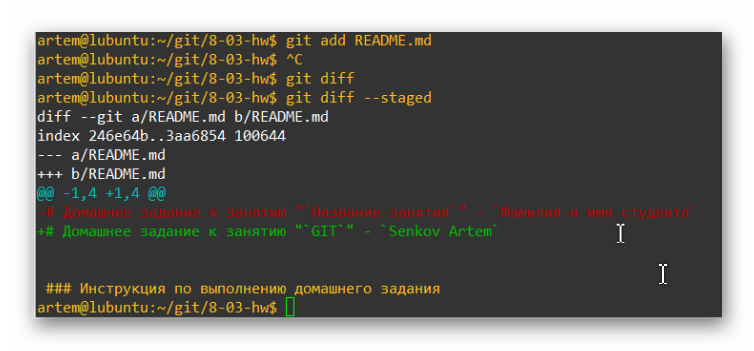 artem@lubuntu:~/git/8-03-hw$ git add README.md
artem@lubuntu:~/git/8-03-hw$ ^C
artem@lubuntu:~/git/8-03-hw$ git diff
artem@lubuntu:~/git/8-03-hw$ git diff --staged
diff --git a/README.md b/README.md
index 246e64b..3aa6854 100644
--- a/README.md
+++ b/README.md
@@ -1,4 +1,4 @@
-# Домашнее задание к занятию "`Название занятия`" - `Фамилия и имя студента`
+# Домашнее задание к занятию "`GIT`" - `Senkov Artem`
### Инструкция по выполнению домашнего задания
artem@lubuntu:~/git/8-03-hw$